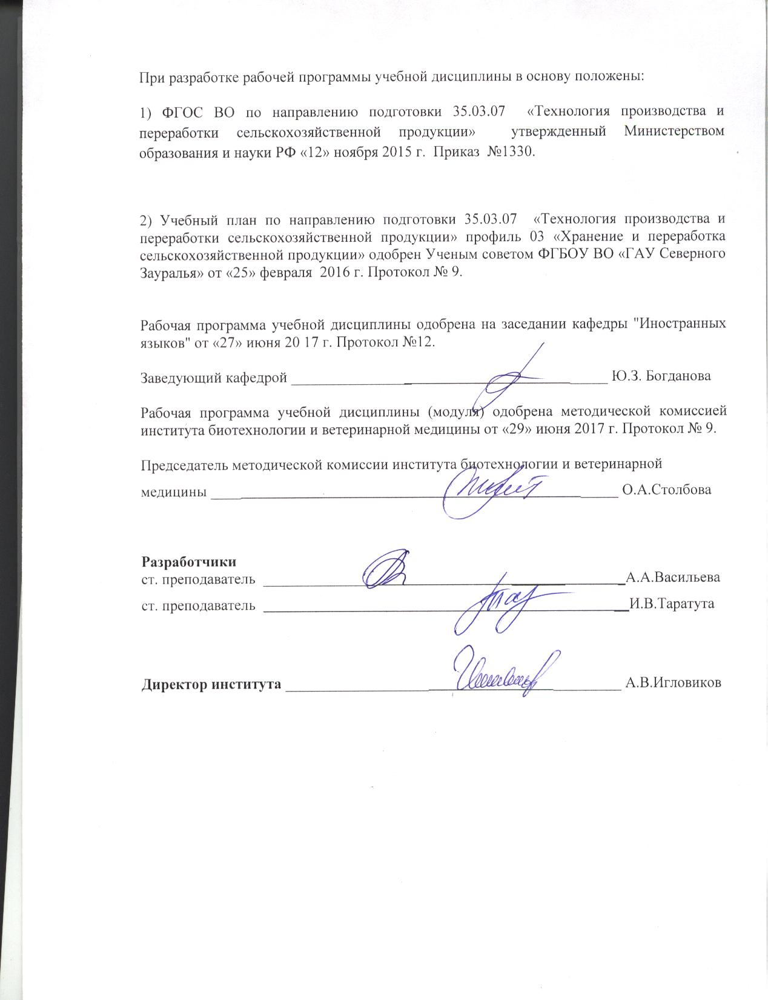 При разработке рабочей программы учебной дисциплины в основу положены:
1) ФГОС ВО по направлению подготовки 35.03.07 «Технология производства и
переработки сельскохозяйственной продукции» утвержденный Министерством
образования и науки РФ «12» ноября 2015 г. Приказ №1330.
2) Учебный план по направлению подготовки 35.03.07 «Технология производства и
переработки сельскохозяйственной продукции» профиль 03 «Хранение и переработка
сельскохозяйственной продукции» одобрен Ученым советом ФГБОУ ВО «ГАУ Северного
Зауралья» от «25» февраля 2016 г. Протокол № 9.
Рабочая программа учебной дисциплины одобрена на заседании кафедры "Иностранных
языков" от «27» июня 20 17 г. Протокол №12.
Заведующий кафедрой ____ Ю.З. Богданова
Рабочая программа учебной дисциплины (модуля) одобрена методической комиссией
института биотехнологии и ветеринарной медицины от «29» июня 2017 г. Протокол № 9.
Председатель методической комиссии института биотехнологии и ветеринарной
медицины ____ О.А.Столбова
Разработчики
ст. преподаватель ____А.А.Васильева
ст. преподаватель ____И.В.Таратута
Директор института ____ А.В.Игловиков